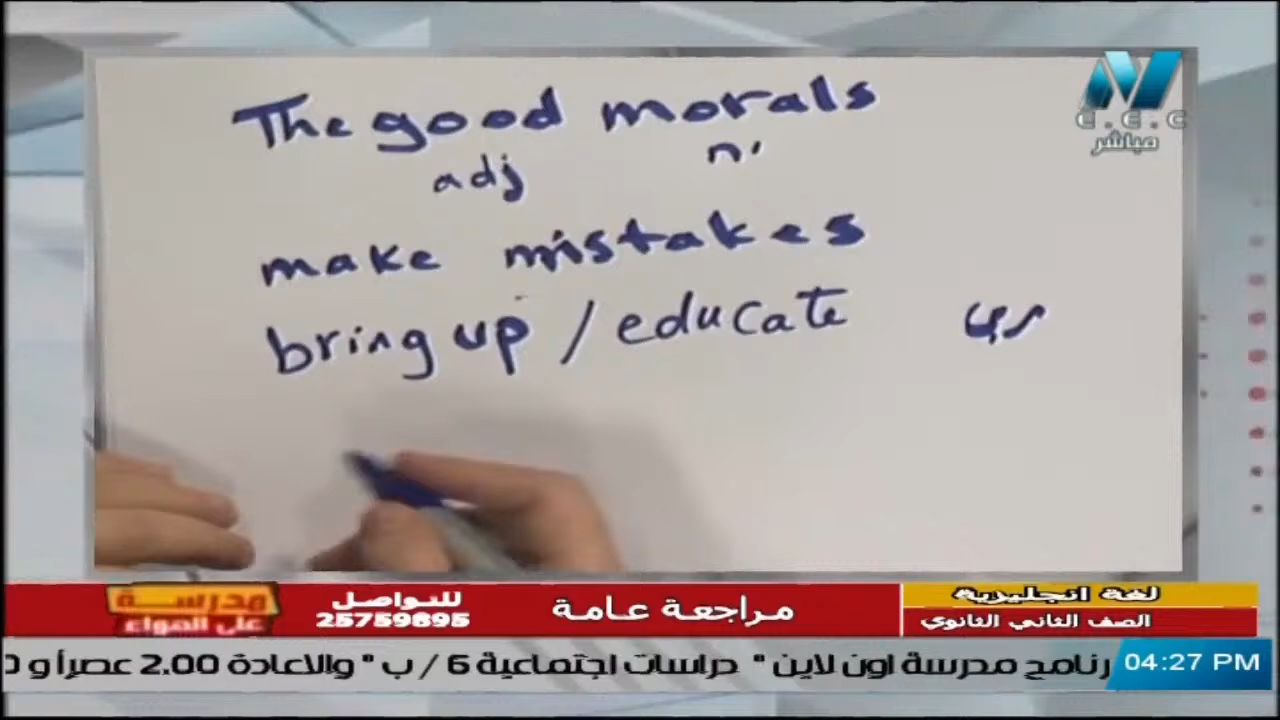 The good morals
adj n.
make mistakes
bring up / educate يربي
E.E.C
مباشر
مدرسة
على الهواء
للتواصل
25759895
مراجعة عامة
لغة انجليزية
الصف الثاني الثانوي
رنامج مدرسة اون لاين " دراسات اجتماعية 6 / ب " والاعادة 2.00 عصرا و
04:27 PM